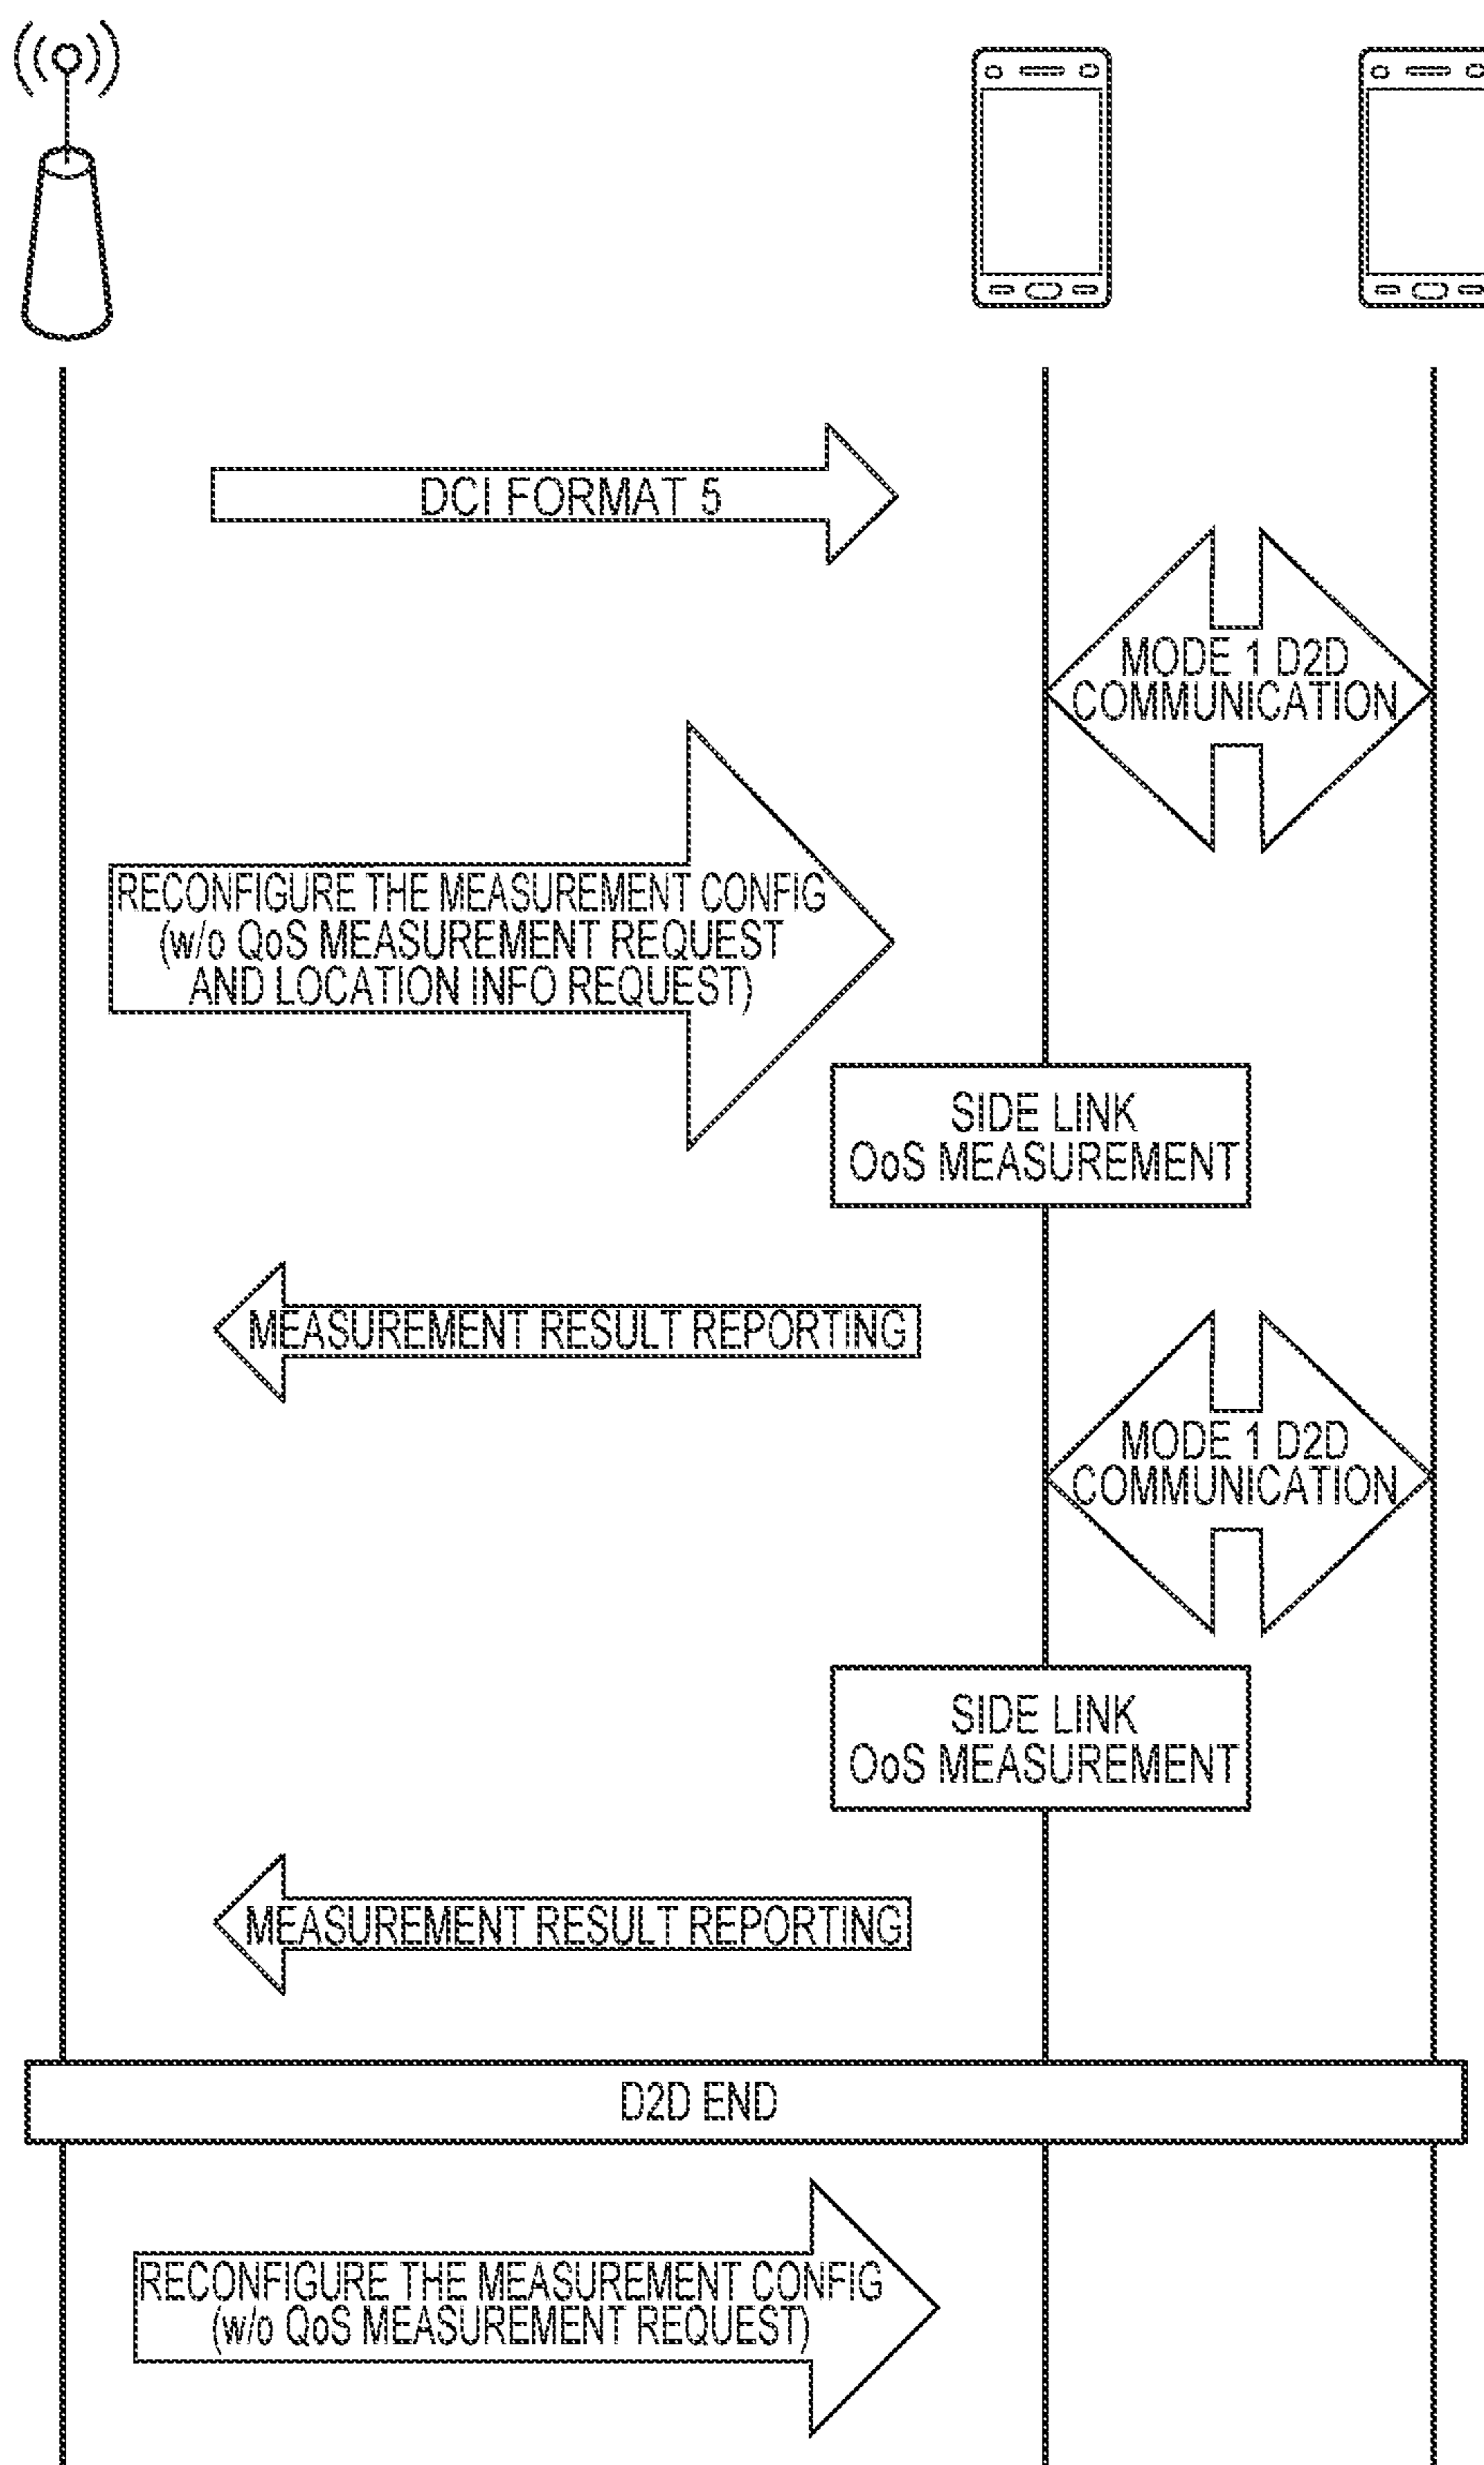 DCI FORMAT 5
MODE 1 D2D
COMMUNICATION
RECONFIGURE THE MEASUREMENT CONFIG
(w/o QoS MEASUREMENT REQUEST
AND LOCATION INFO REQUEST)
SIDE LINK
OoS MEASUREMENT
MEASUREMENT RESULT REPORTING
MODE 1 D2D
COMMUNICATION
SIDE LINK
OoS MEASUREMENT
MEASUREMENT RESULT REPORTING
D2D END
RECONFIGURE THE MEASUREMENT CONFIG
(w/o QoS MEASUREMENT REQUEST)